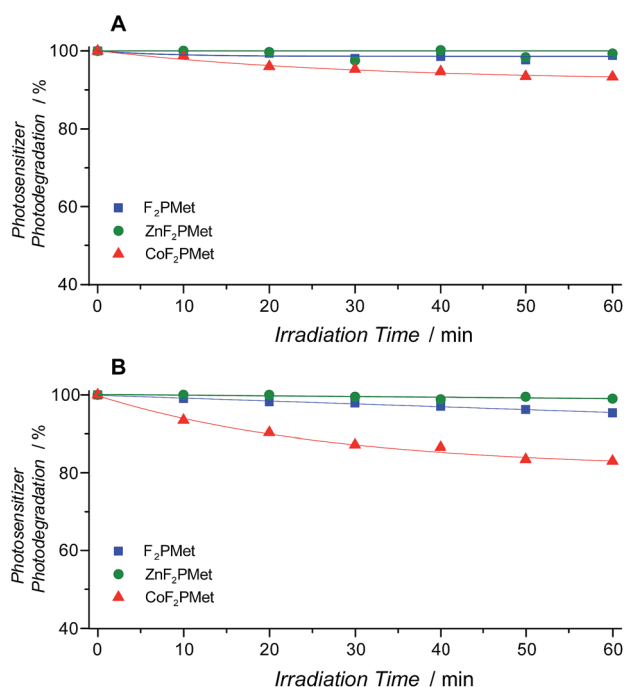 A
Photosensitizer
Photodegradation / %
100
80
60
40
F₂PMet
ZnF₂PMet
CoF₂PMet
0 10 20 30 40 50 60
Irradiation Time / min
B
Photosensitizer
Photodegradation / %
100
80
60
40
F₂PMet
ZnF₂PMet
CoF₂PMet
0 10 20 30 40 50 60
Irradiation Time / min